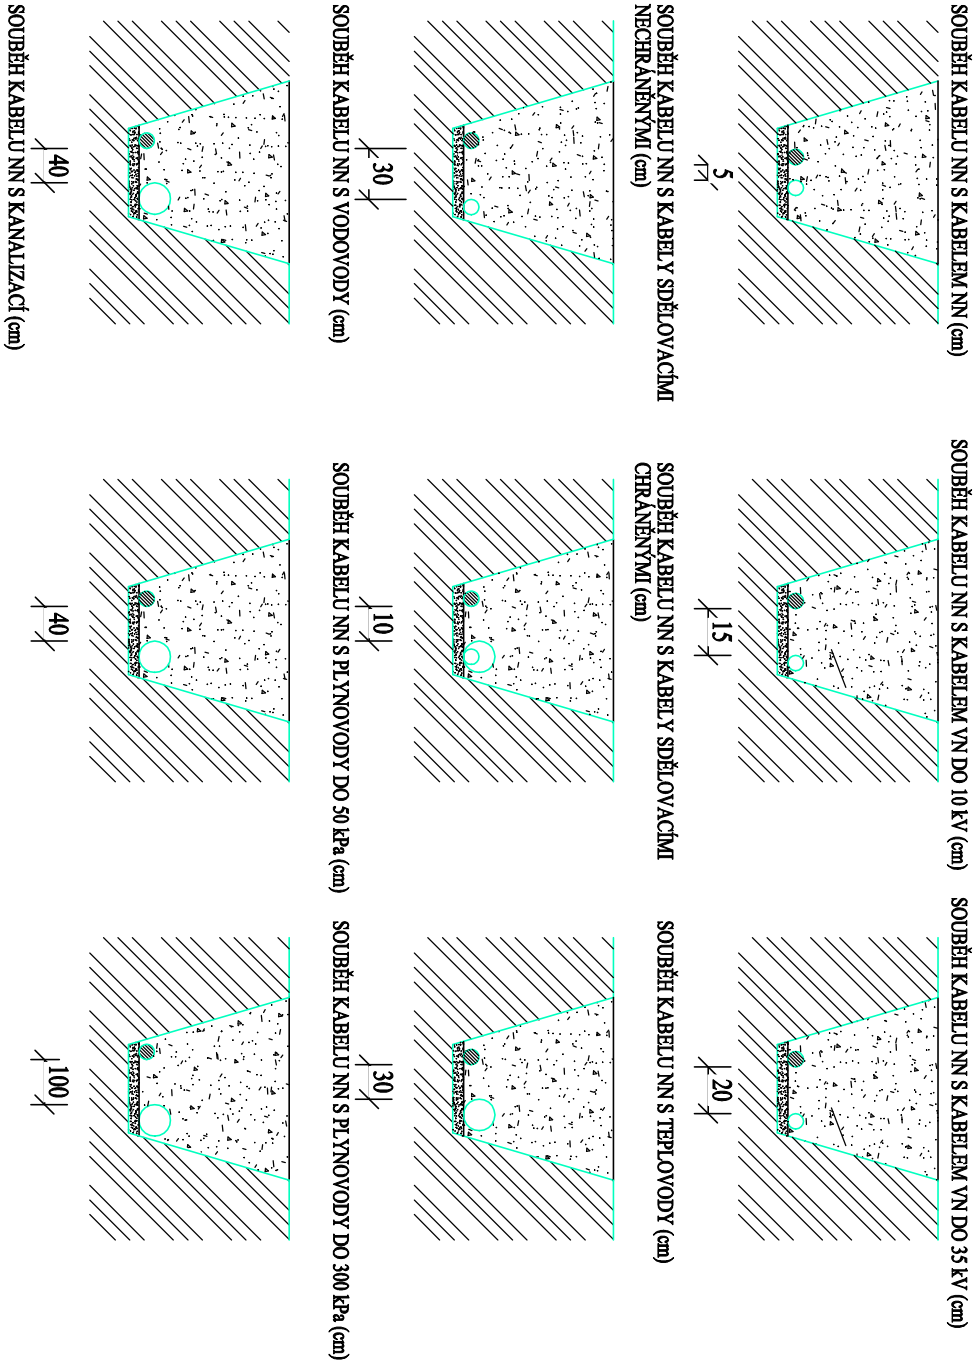 SOUBĚH KABELU NN S KABELEM NN (cm)
SOUBĚH KABELU NN S KABELEM VN DO 10 kV (cm)
SOUBĚH KABELU NN S KABELEM VN DO 35 kV (cm)
5
15
20
SOUBĚH KABELU NN S KABELY SDĚLOVACÍMI
NECHRÁNĚNÝMI (cm)
SOUBĚH KABELU NN S KABELY SDĚLOVACÍMI
CHRÁNĚNÝMI (cm)
SOUBĚH KABELU NN S TEPLOVODY (cm)
30
10
30
SOUBĚH KABELU NN S VODOVODY (cm)
SOUBĚH KABELU NN S PLYNOVODY DO 50 kPa (cm)
SOUBĚH KABELU NN S PLYNOVODY DO 300 kPa (cm)
40
40
100
SOUBĚH KABELU NN S KANALIZACÍ (cm)